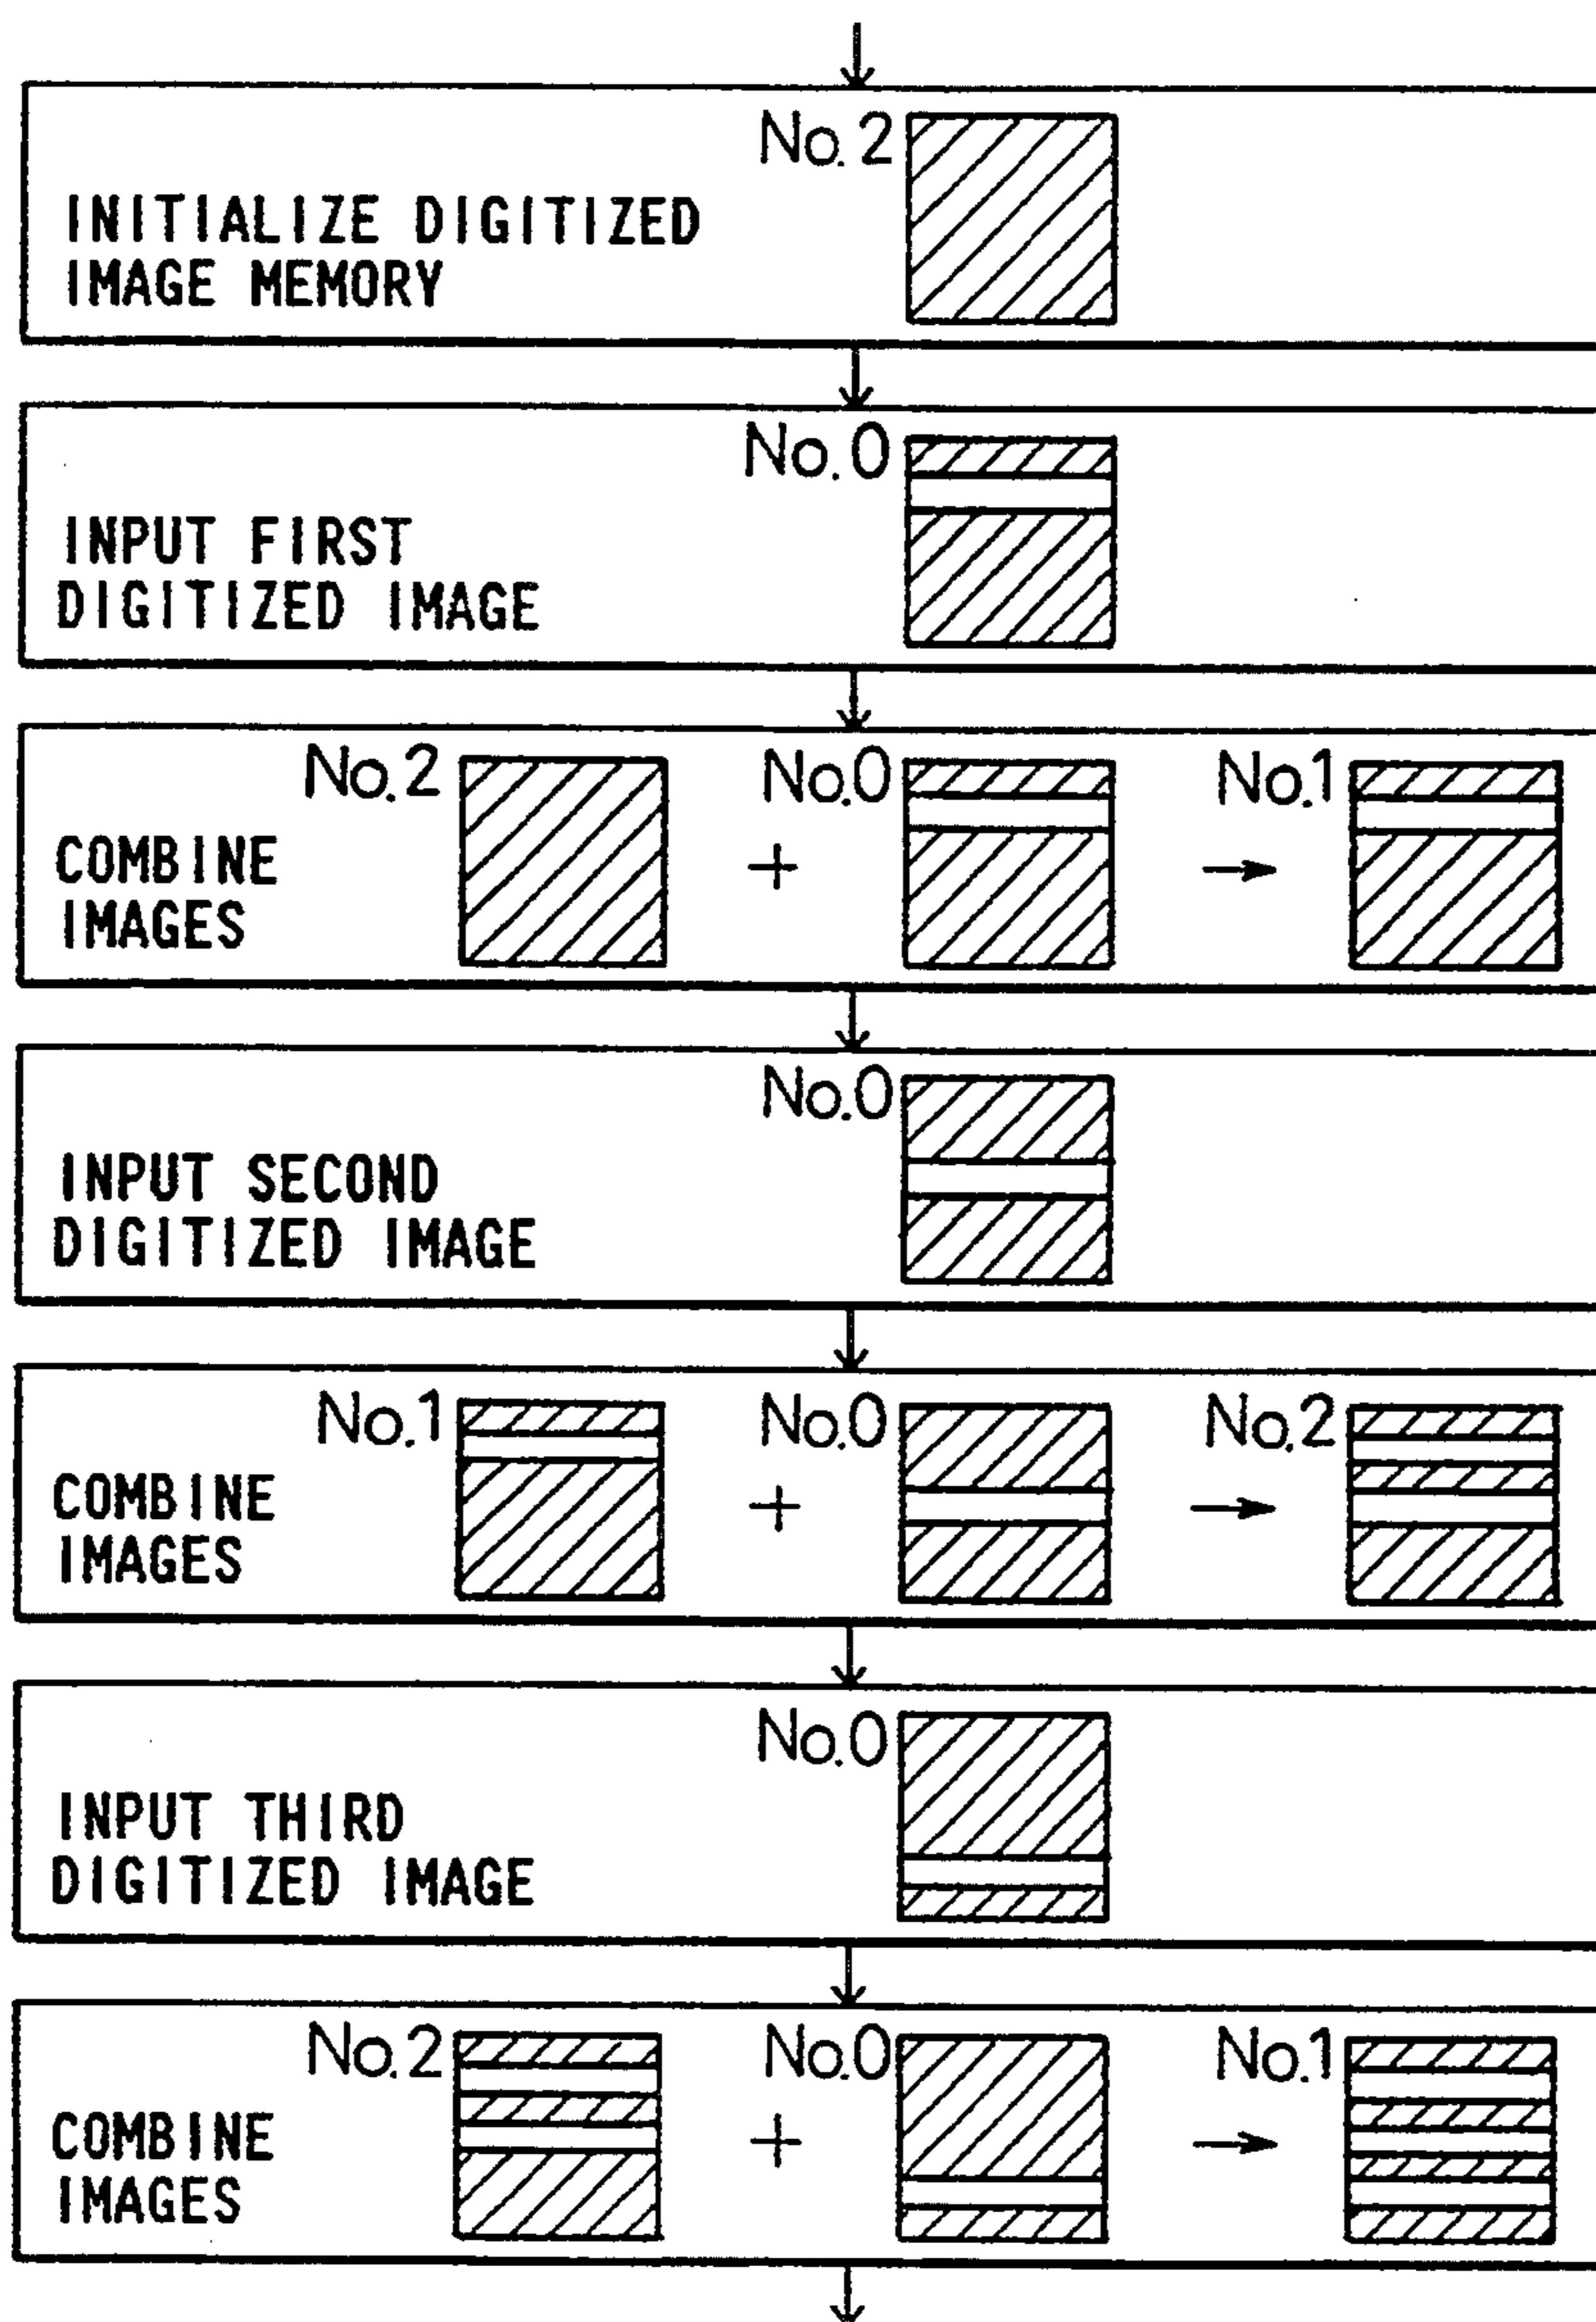 No.2
INITIALIZE DIGITIZED
IMAGE MEMORY
No.0
INPUT FIRST
DIGITIZED IMAGE
No.2 No.0 No.1
+ →
COMBINE
IMAGES
No.0
INPUT SECOND
DIGITIZED IMAGE
No.1 No.0 No.2
+ →
COMBINE
IMAGES
No.0
INPUT THIRD
DIGITIZED IMAGE
No.2 No.0 No.1
+ →
COMBINE
IMAGES